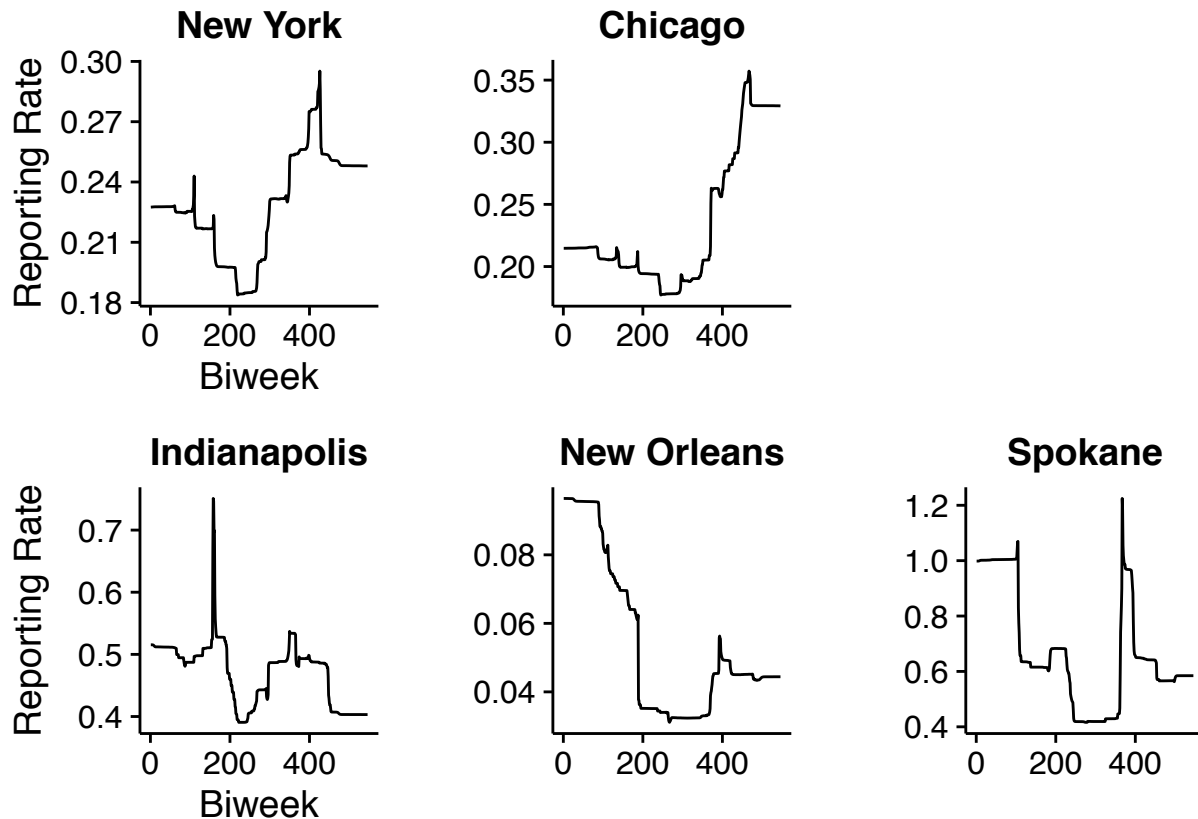 New York
Reporting Rate
0.30
0.27
0.24
0.21
0.18
0 200 400
Biweek
Chicago
0.35
0.30
0.25
0.20
0 200 400
Indianapolis
Reporting Rate
0.7
0.6
0.5
0.4
0 200 400
Biweek
New Orleans
0.08
0.06
0.04
0 200 400
Spokane
1.2
1.0
0.8
0.6
0.4
0 200 400